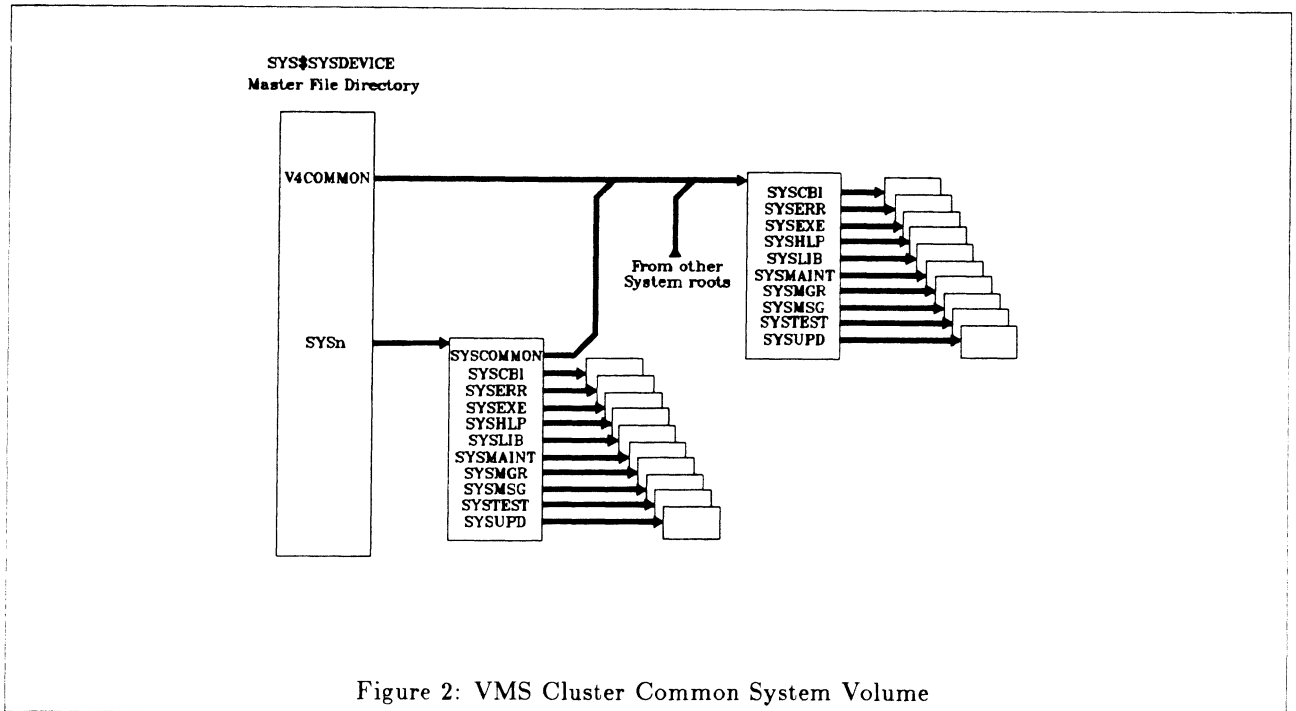 SYS$SYSDEVICE
Master File Directory
V4COMMON
SYSn
SYSCOMMON
SYSCBI
SYSERR
SYSEXE
SYSHLP
SYSLIB
SYSMAINT
SYSMGR
SYSMSG
SYSTEST
SYSUPD
From other
System roots
SYSCBI
SYSERR
SYSEXE
SYSHLP
SYSLIB
SYSMAINT
SYSMGR
SYSMSG
SYSTEST
SYSUPD
Figure 2: VMS Cluster Common System Volume